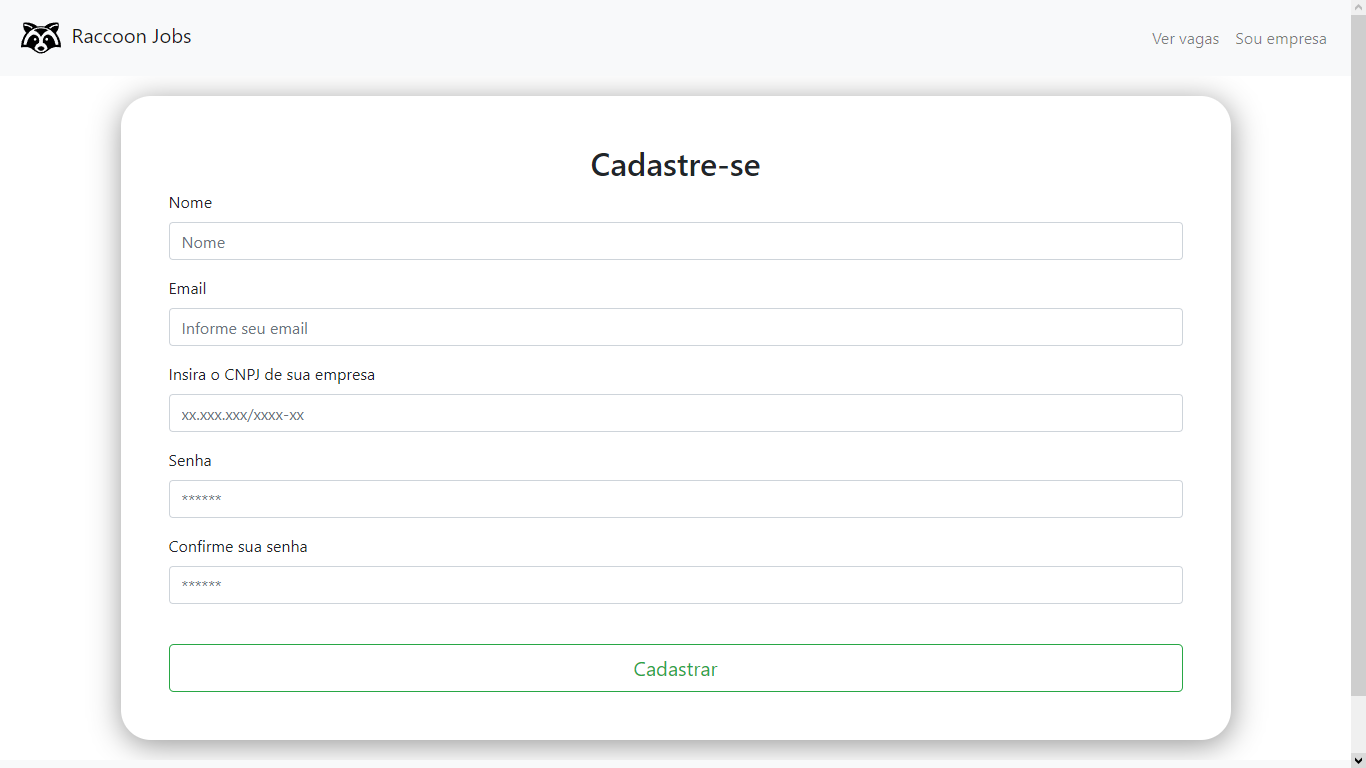 Raccoon Jobs
Ver vagas
Sou empresa
Cadastre-se
Nome
Nome
Email
Informe seu email
Insira o CNPJ de sua empresa
xx.xxx.xxx/xxxx-xx
Senha
******
Confirme sua senha
******
Cadastrar